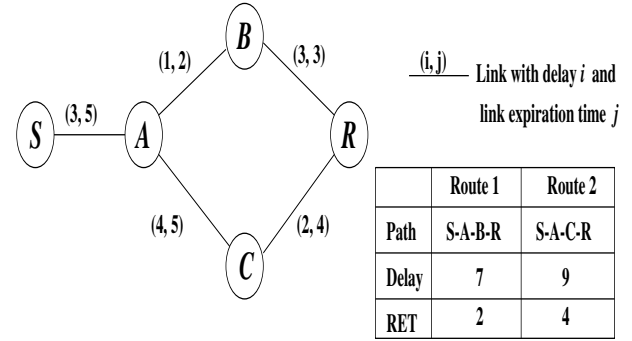 B
(1, 2)
(3, 3)
(i, j)
Link with delay i and
link expiration time j
(3, 5)
S
A
R
(4, 5)
(2, 4)
C
Route 1 Route 2
Path S-A-B-R S-A-C-R
Delay 7 9
RET 2 4